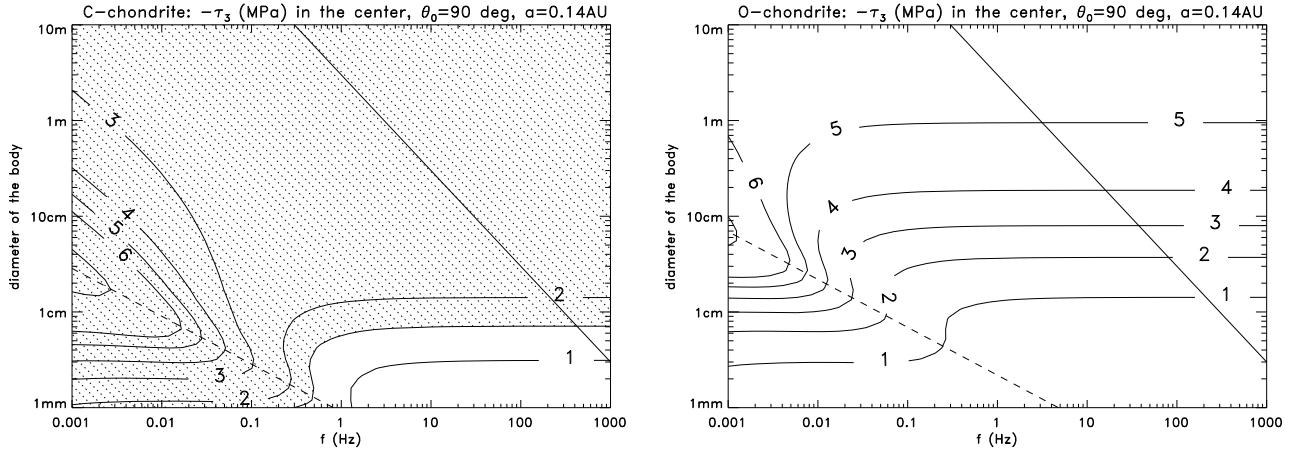 C-chondrite: −τ3 (MPa) in the center, θ0=90 deg, a=0.14AU
10m
1m
10cm
1cm
1mm
diameter of the body
3
4
5
6
2
1
3
2
0.001 0.01 0.1 1 10 100 1000
f (Hz)
O-chondrite: −τ3 (MPa) in the center, θ0=90 deg, a=0.14AU
10m
1m
10cm
1cm
1mm
diameter of the body
5
5
6
4
4
3
3
2
2
1
1
0.001 0.01 0.1 1 10 100 1000
f (Hz)